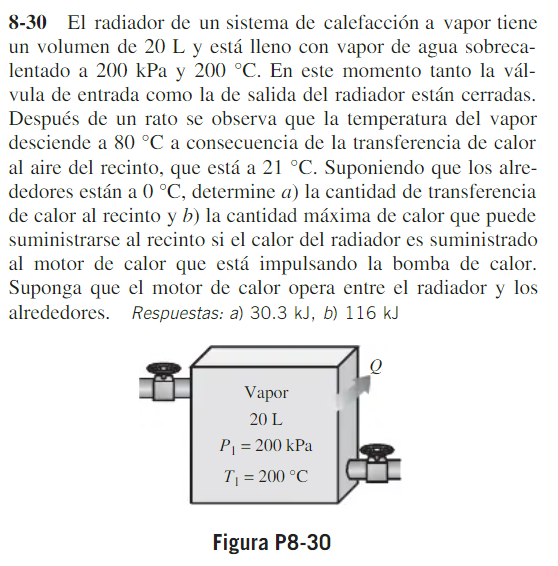 8-30 El radiador de un sistema de calefacción a vapor tiene
un volumen de 20 L y está lleno con vapor de agua sobreca-
lentado a 200 kPa y 200 °C. En este momento tanto la vál-
vula de entrada como la de salida del radiador están cerradas.
Después de un rato se observa que la temperatura del vapor
desciende a 80 °C a consecuencia de la transferencia de calor
al aire del recinto, que está a 21 °C. Suponiendo que los alre-
dedores están a 0 °C, determine a) la cantidad de transferencia
de calor al recinto y b) la cantidad máxima de calor que puede
suministrarse al recinto si el calor del radiador es suministrado
al motor de calor que está impulsando la bomba de calor.
Suponga que el motor de calor opera entre el radiador y los
alrededores. Respuestas: a) 30.3 kJ, b) 116 kJ
Q
Vapor
20 L
P₁ = 200 kPa
T₁ = 200 °C
Figura P8-30